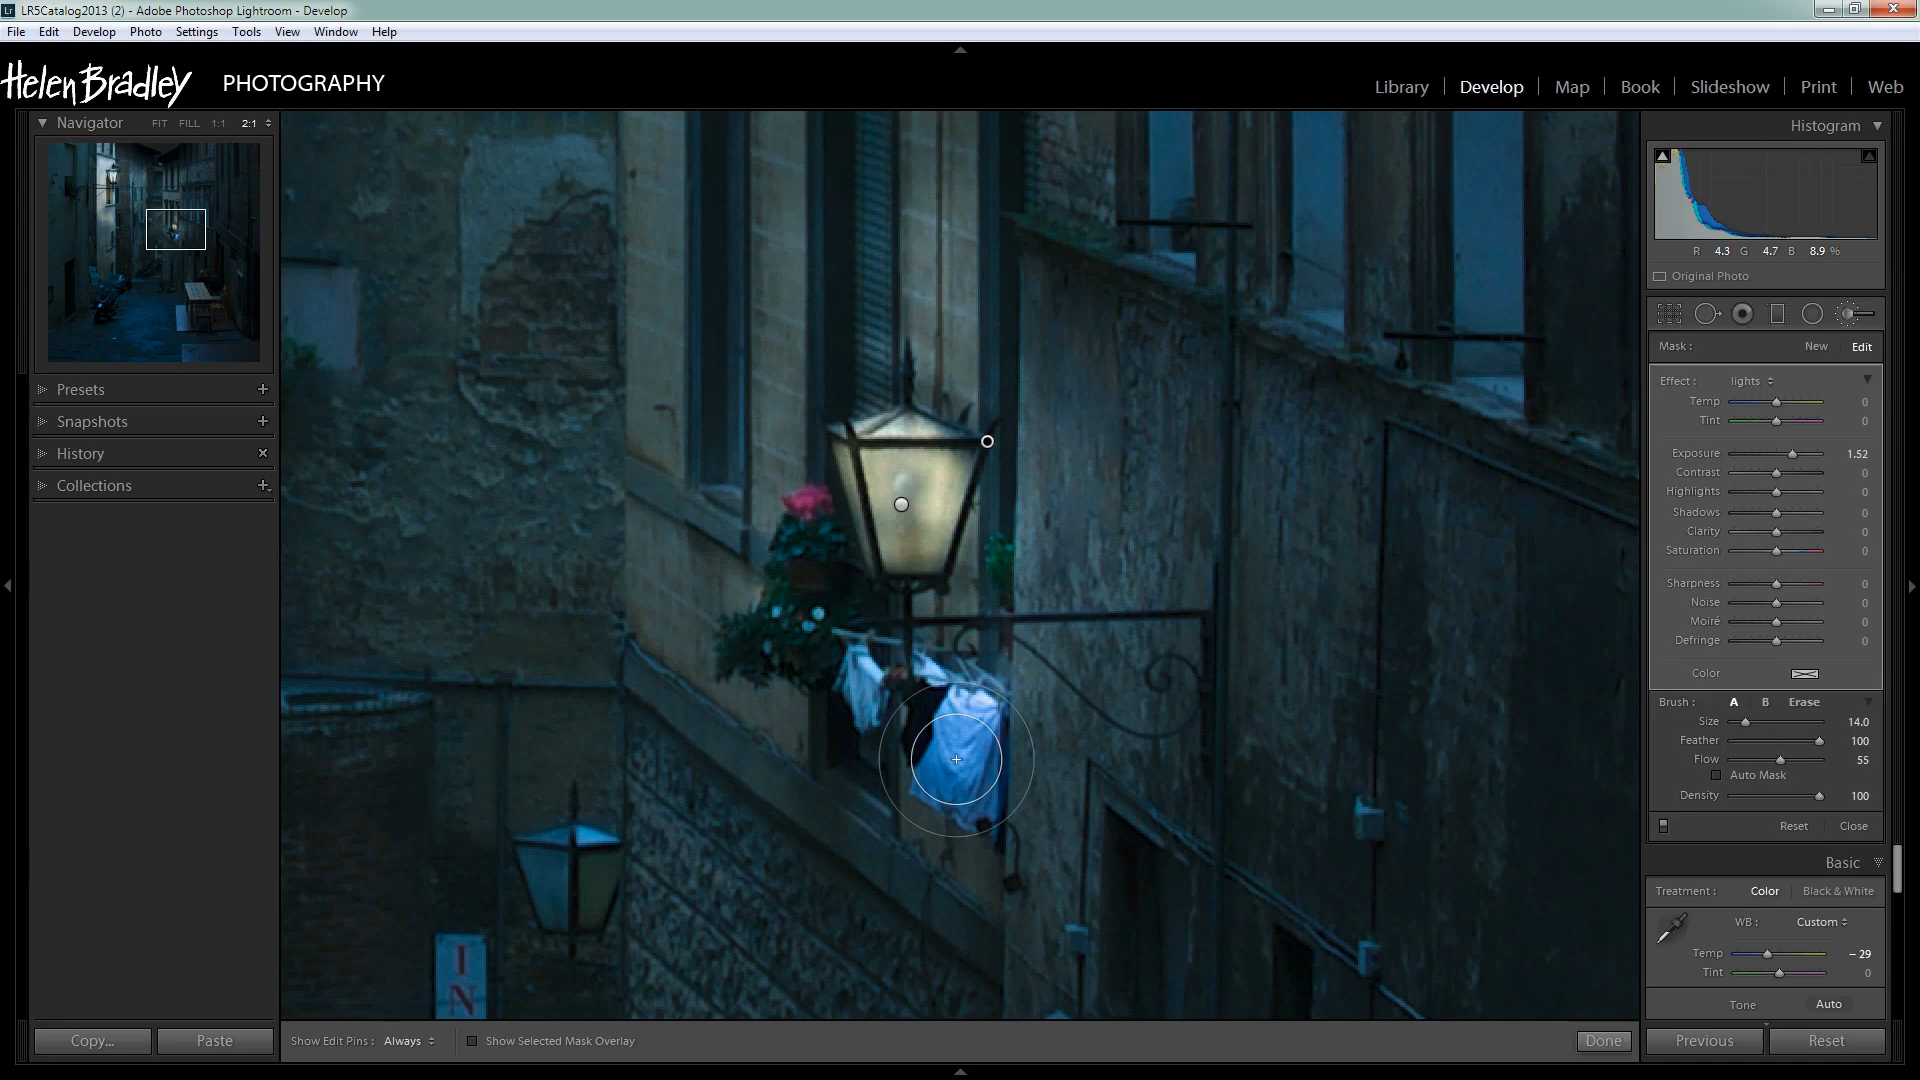 Lr LR5Catalog2013 (2) - Adobe Photoshop Lightroom - Develop
File Edit Develop Photo Settings Tools View Window Help
Helen Bradley PHOTOGRAPHY
Library Develop Map Book Slideshow Print Web
Navigator FIT FILL 1:1 2:1
Presets
Snapshots
History
Collections
Copy... Paste
I
N
Show Edit Pins : Always Show Selected Mask Overlay Done
Histogram
R 4.3 G 4.7 B 8.9 %
Original Photo
Mask : New Edit
Effect : lights
Temp 0
Tint 0
Exposure 1.52
Contrast 0
Highlights 0
Shadows 0
Clarity 0
Saturation 0
Sharpness 0
Noise 0
Moiré 0
Defringe 0
Color
Brush : A B Erase
Size 14.0
Feather 100
Flow 55
Auto Mask
Density 100
Reset Close
Basic
Treatment : Color Black & White
WB : Custom
Temp – 29
Tint 0
Tone Auto
Previous Reset